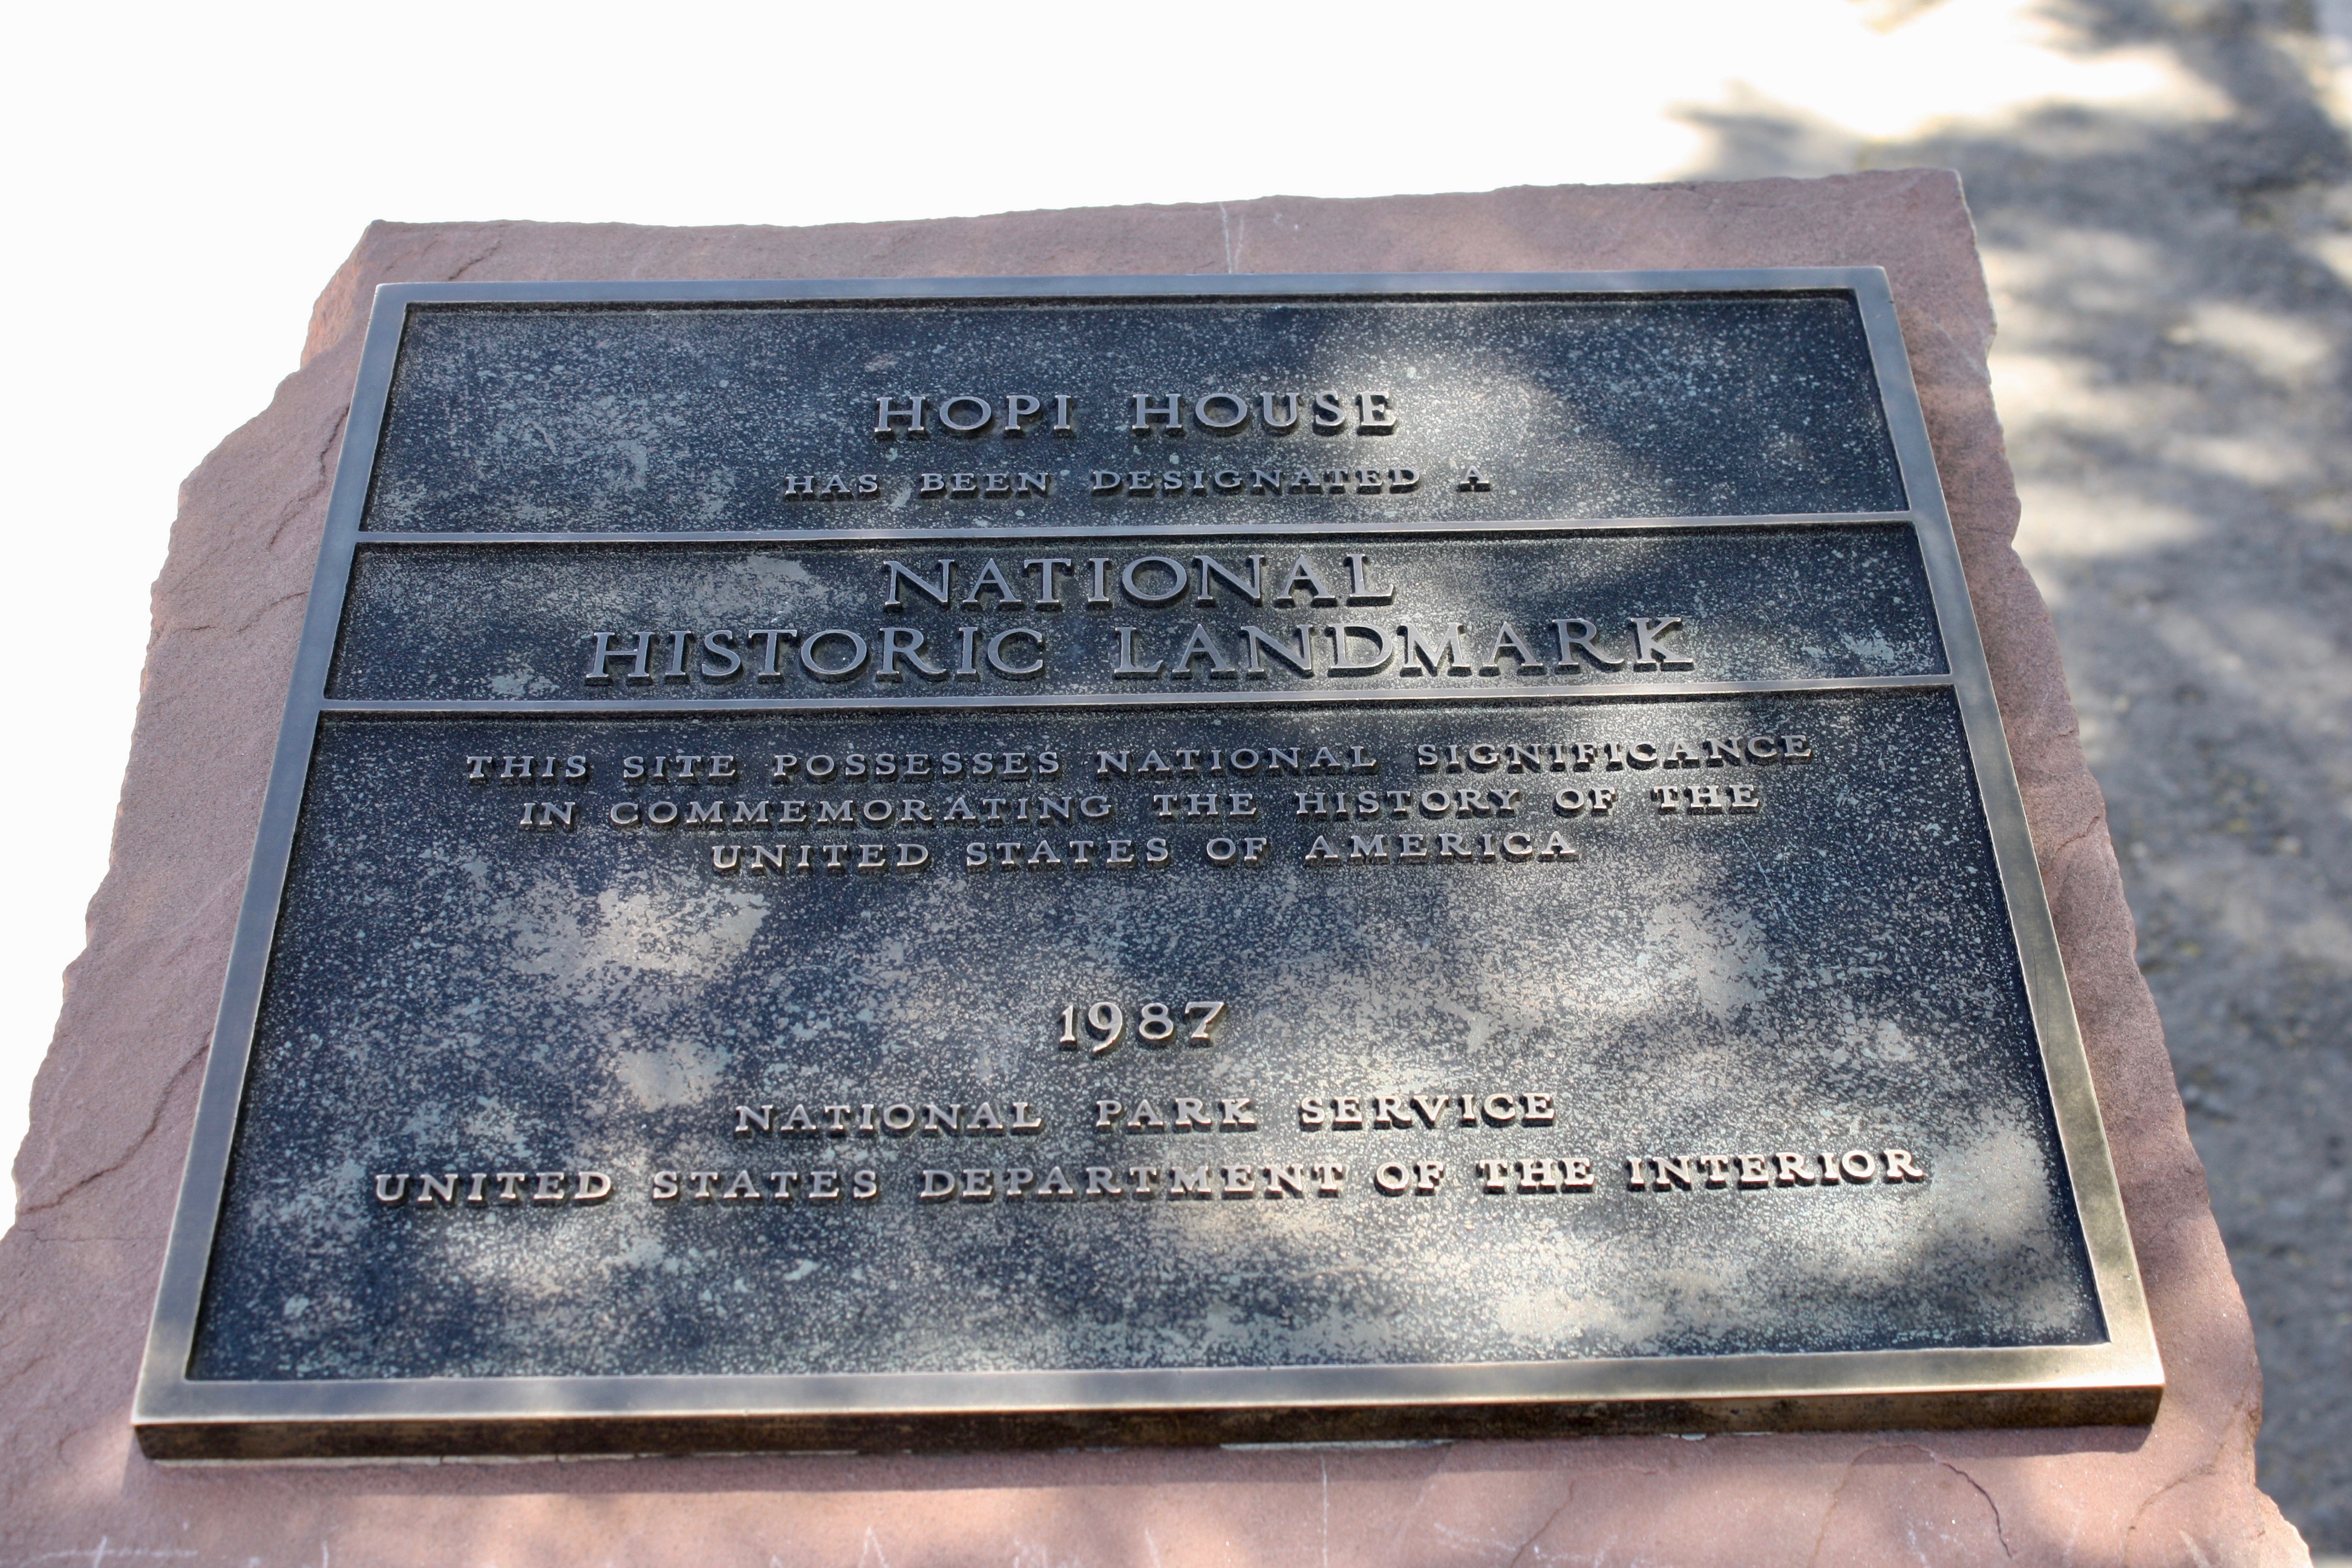 HOPI HOUSE
HAS BEEN DESIGNATED A
NATIONAL
HISTORIC LANDMARK
THIS SITE POSSESSES NATIONAL SIGNIFICANCE
IN COMMEMORATING THE HISTORY OF THE
UNITED STATES OF AMERICA
1987
NATIONAL PARK SERVICE
UNITED STATES DEPARTMENT OF THE INTERIOR